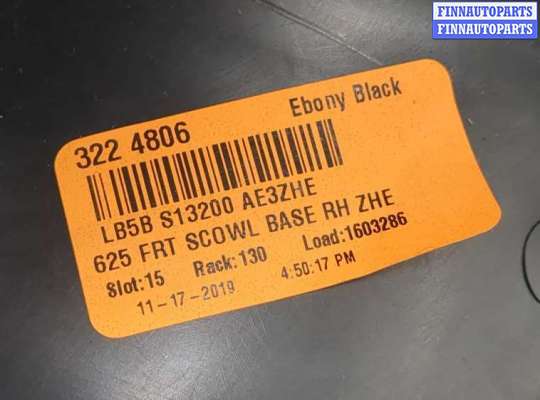 FINNAUTOPARTS
FINNAUTOPARTS
322 4806 Ebony Black
LB5B S13200 AE3ZHE
625 FRT SCOWL BASE RH ZHE
Slot:15 Rack:130 Load:1603286
11-17-2019 4:50:17 PM